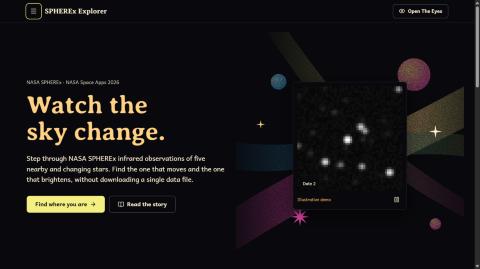 SPHEREx Explorer
Open The Eyes
NASA SPHEREx · NASA Space Apps 2026
Watch the
sky change.
Step through NASA SPHEREx infrared observations of five
nearby and changing stars. Find the one that moves and the one
that brightens, without downloading a single data file.
Find where you are →
Read the story
Date 2
Illustrative demo